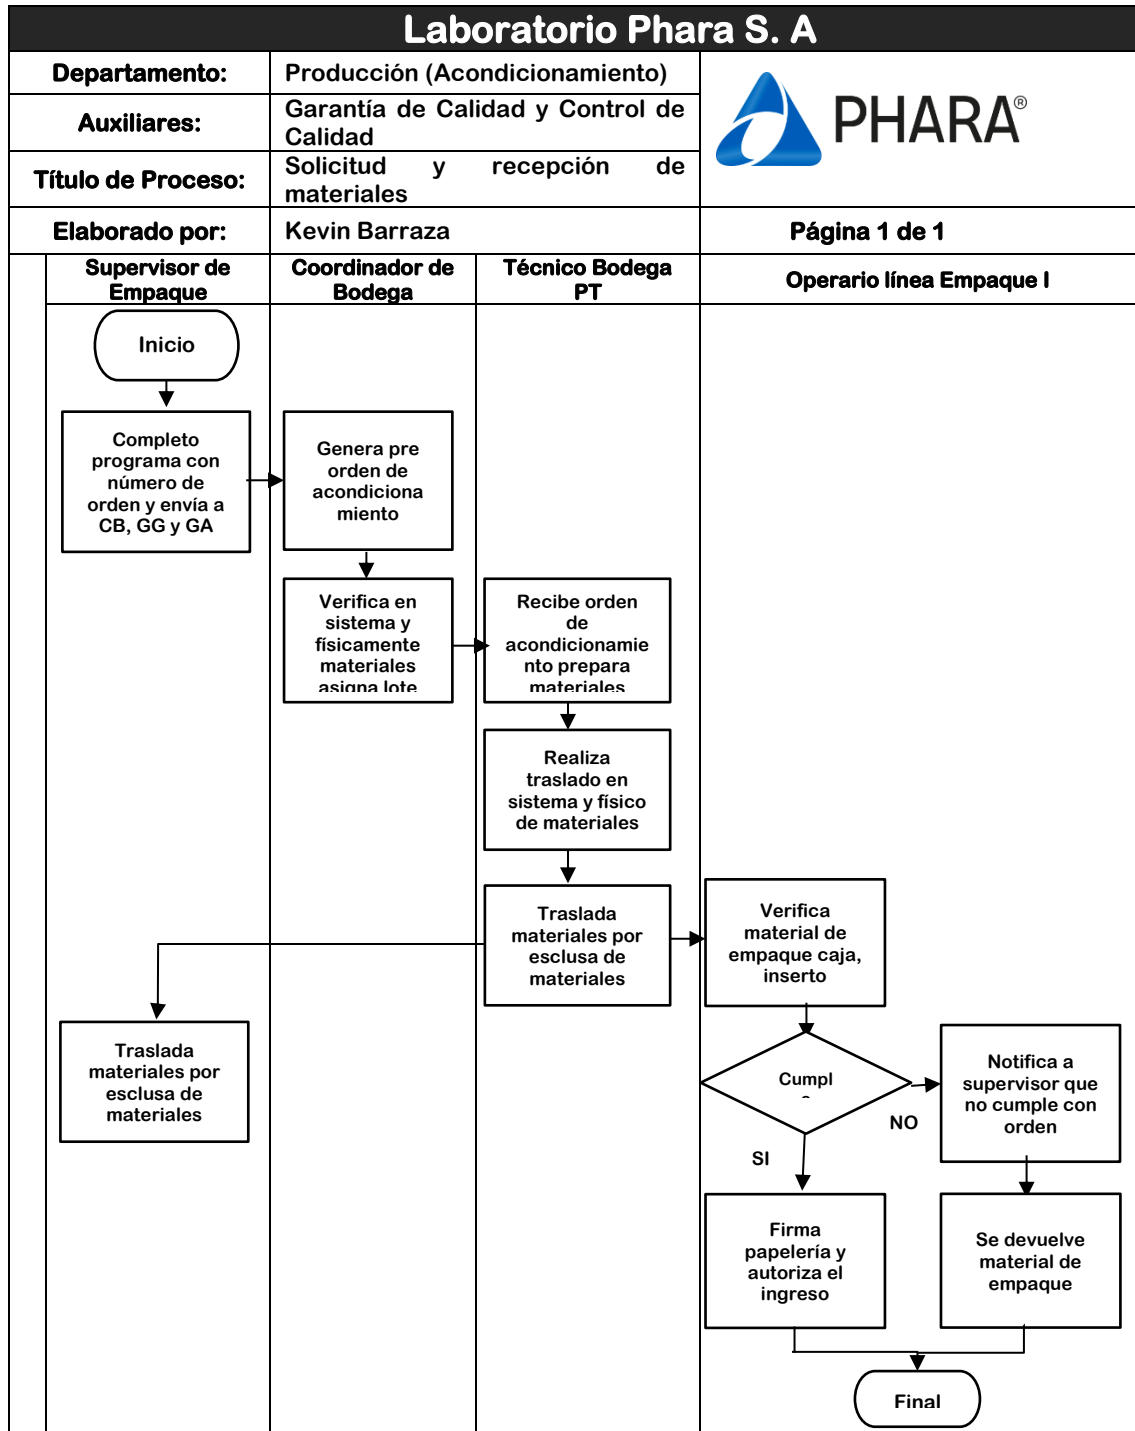 Laboratorio Phara S. A
Departamento:
Producción (Acondicionamiento)
Auxiliares:
Garantía de Calidad y Control de
Calidad
Título de Proceso:
Solicitud y recepción de
materiales
PHARA®
Elaborado por:
Kevin Barraza
Página 1 de 1
Supervisor de
Empaque
Coordinador de
Bodega
Técnico Bodega
PT
Operario línea Empaque I
Inicio
Completo
programa con
número de
orden y envía a
CB, GG y GA
Genera pre
orden de
acondiciona
miento
Verifica en
sistema y
físicamente
materiales
asigna lote
Recibe orden
de
acondicionamie
nto prepara
materiales
Realiza
traslado en
sistema y físico
de materiales
Traslada
materiales por
esclusa de
materiales
Verifica
material de
empaque caja,
inserto
Traslada
materiales por
esclusa de
materiales
Cumpl
NO
SI
Notifica a
supervisor que
no cumple con
orden
Firma
papelería y
autoriza el
ingreso
Se devuelve
material de
empaque
Final